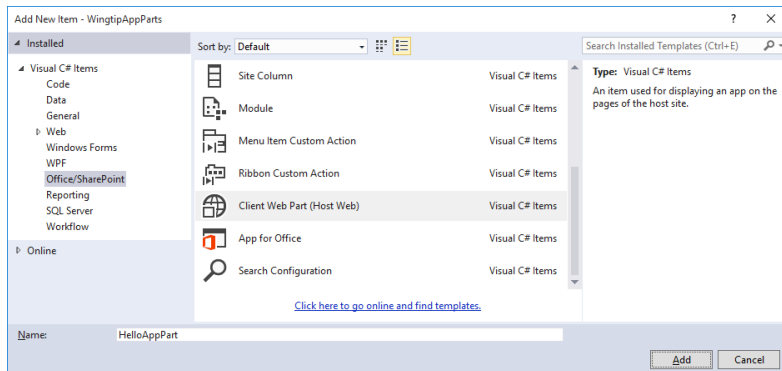 Add New Item - WingtipAppParts
? X
Installed
Sort by: Default
Search Installed Templates (Ctrl+E)
Visual C# Items
Code
Data
General
Web
Windows Forms
WPF
Office/SharePoint
Reporting
SQL Server
Workflow
Online
Site Column Visual C# Items
Module Visual C# Items
Menu Item Custom Action Visual C# Items
Ribbon Custom Action Visual C# Items
Client Web Part (Host Web) Visual C# Items
App for Office Visual C# Items
Search Configuration Visual C# Items
Click here to go online and find templates.
Type: Visual C# Items
An item used for displaying an app on the
pages of the host site.
Name: HelloAppPart
Add Cancel